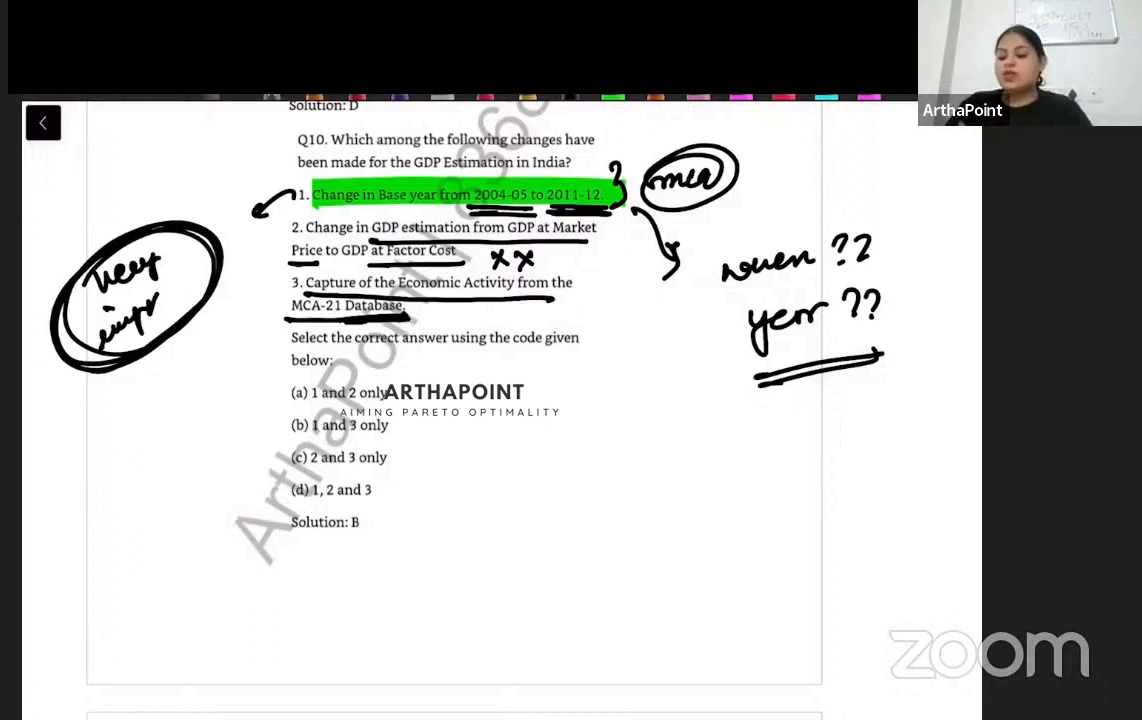 ArthaPoint
Solution: D
Q10. Which among the following changes have
been made for the GDP Estimation in India?
1. Change in Base year from 2004-05 to 2011-12.
?
mca
2. Change in GDP estimation from GDP at Market
Price to GDP at Factor Cost
x x
Very
impr
when ??
year ??
3. Capture of the Economic Activity from the
MCA-21 Database.
Select the correct answer using the code given
below:
(a) 1 and 2 only
ARTHAPOINT
AIMING PARETO OPTIMALITY
(b) 1 and 3 only
(c) 2 and 3 only
(d) 1, 2 and 3
Solution: B
zoom